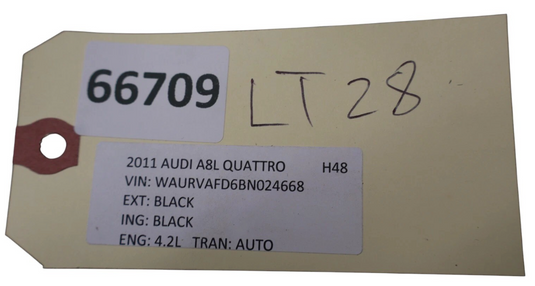 66709 LT 28
2011 AUDI A8L QUATTRO H48
VIN: WAURVAFD6BN024668
EXT: BLACK
ING: BLACK
ENG: 4.2L TRAN: AUTO